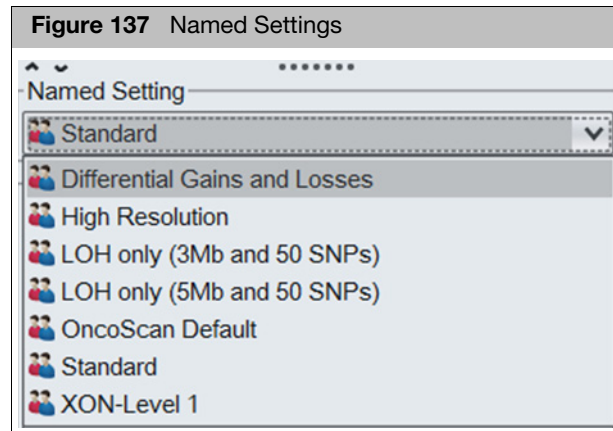 Figure 137 Named Settings
Named Setting
Standard
Differential Gains and Losses
High Resolution
LOH only (3Mb and 50 SNPs)
LOH only (5Mb and 50 SNPs)
OncoScan Default
Standard
XON-Level 1